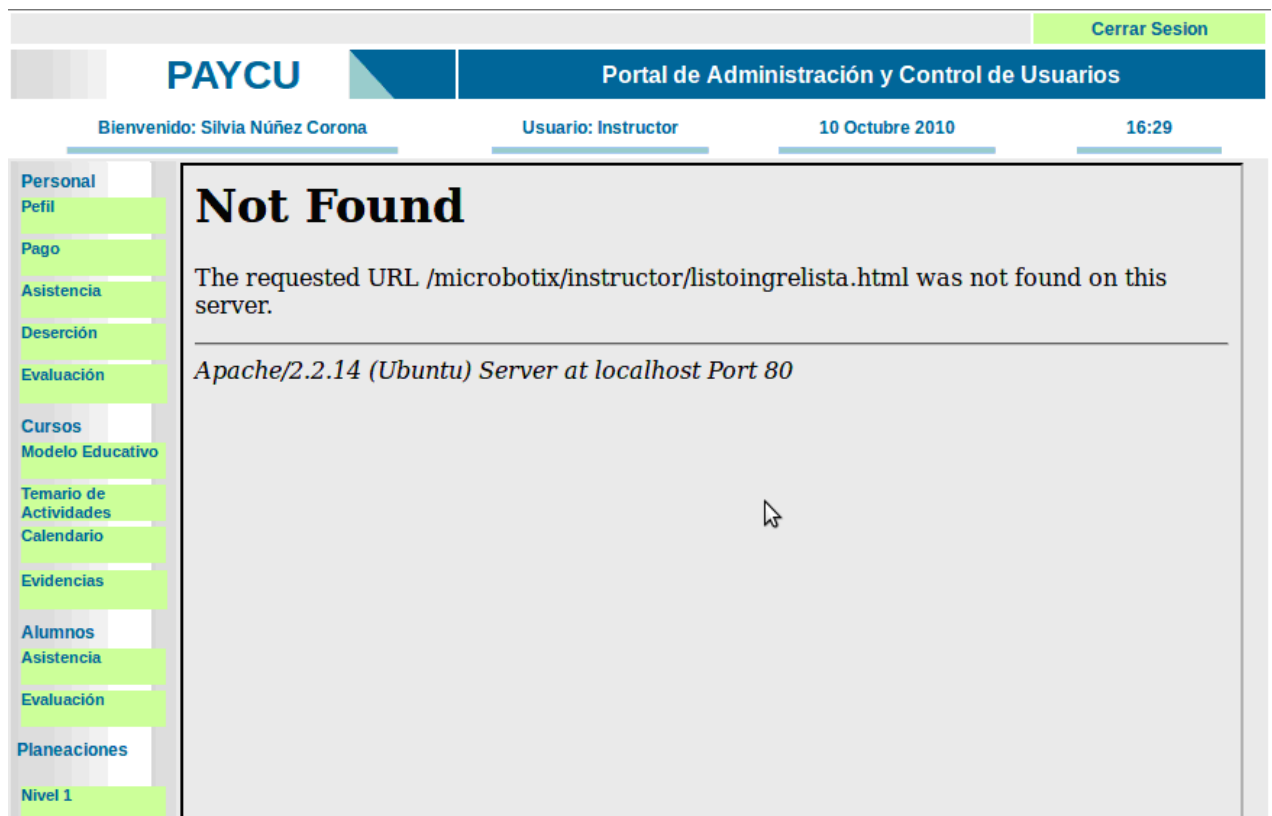 Cerrar Sesion
PAYCU
Portal de Administración y Control de Usuarios
Bienvenido: Silvia Núñez Corona
Usuario: Instructor
10 Octubre 2010
16:29
Personal
Pefil
Pago
Asistencia
Deserción
Evaluación
Cursos
Modelo Educativo
Temario de
Actividades
Calendario
Evidencias
Alumnos
Asistencia
Evaluación
Planeaciones
Nivel 1
Not Found
The requested URL /microbotix/instructor/listoingrelista.html was not found on this
server.
Apache/2.2.14 (Ubuntu) Server at localhost Port 80